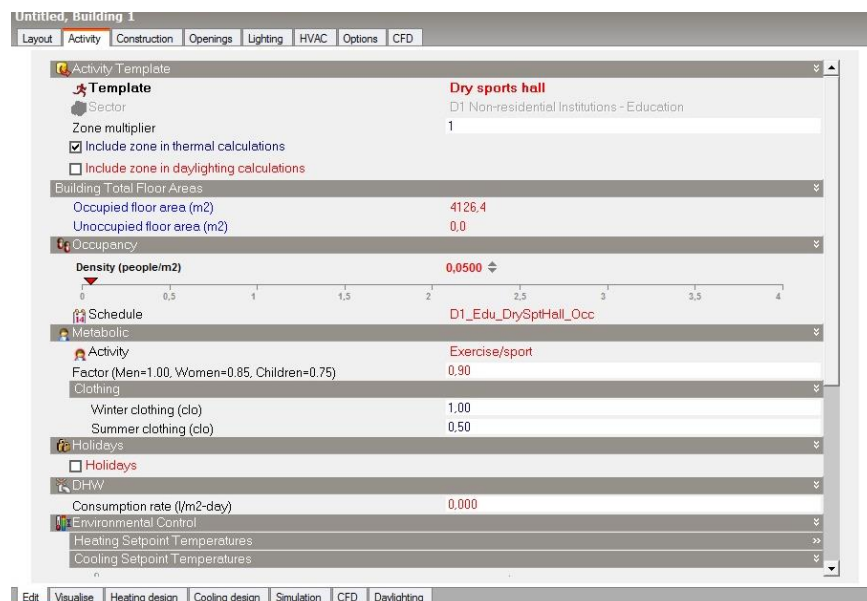 Untitled, Building 1
Layout Activity Construction Openings Lighting HVAC Options CFD
Activity Template
Template Dry sports hall
Sector D1 Non-residential Institutions - Education
Zone multiplier 1
Include zone in thermal calculations
Include zone in daylighting calculations
Building Total Floor Areas
Occupied floor area (m2) 4126,4
Unoccupied floor area (m2) 0,0
Occupancy
Density (people/m2) 0,0500
0 0,5 1 1,5 2 2,5 3 3,5 4
Schedule D1_Edu_DrySptHall_Occ
Metabolic
Activity Exercise/sport
Factor (Men=1.00, Women=0.85, Children=0.75) 0,90
Clothing
Winter clothing (clo) 1,00
Summer clothing (clo) 0,50
Holidays
Holidays
DHW
Consumption rate (l/m2-day) 0,000
Environmental Control
Heating Setpoint Temperatures
Cooling Setpoint Temperatures
Edit Visualise Heating design Cooling design Simulation CFD Daylighting